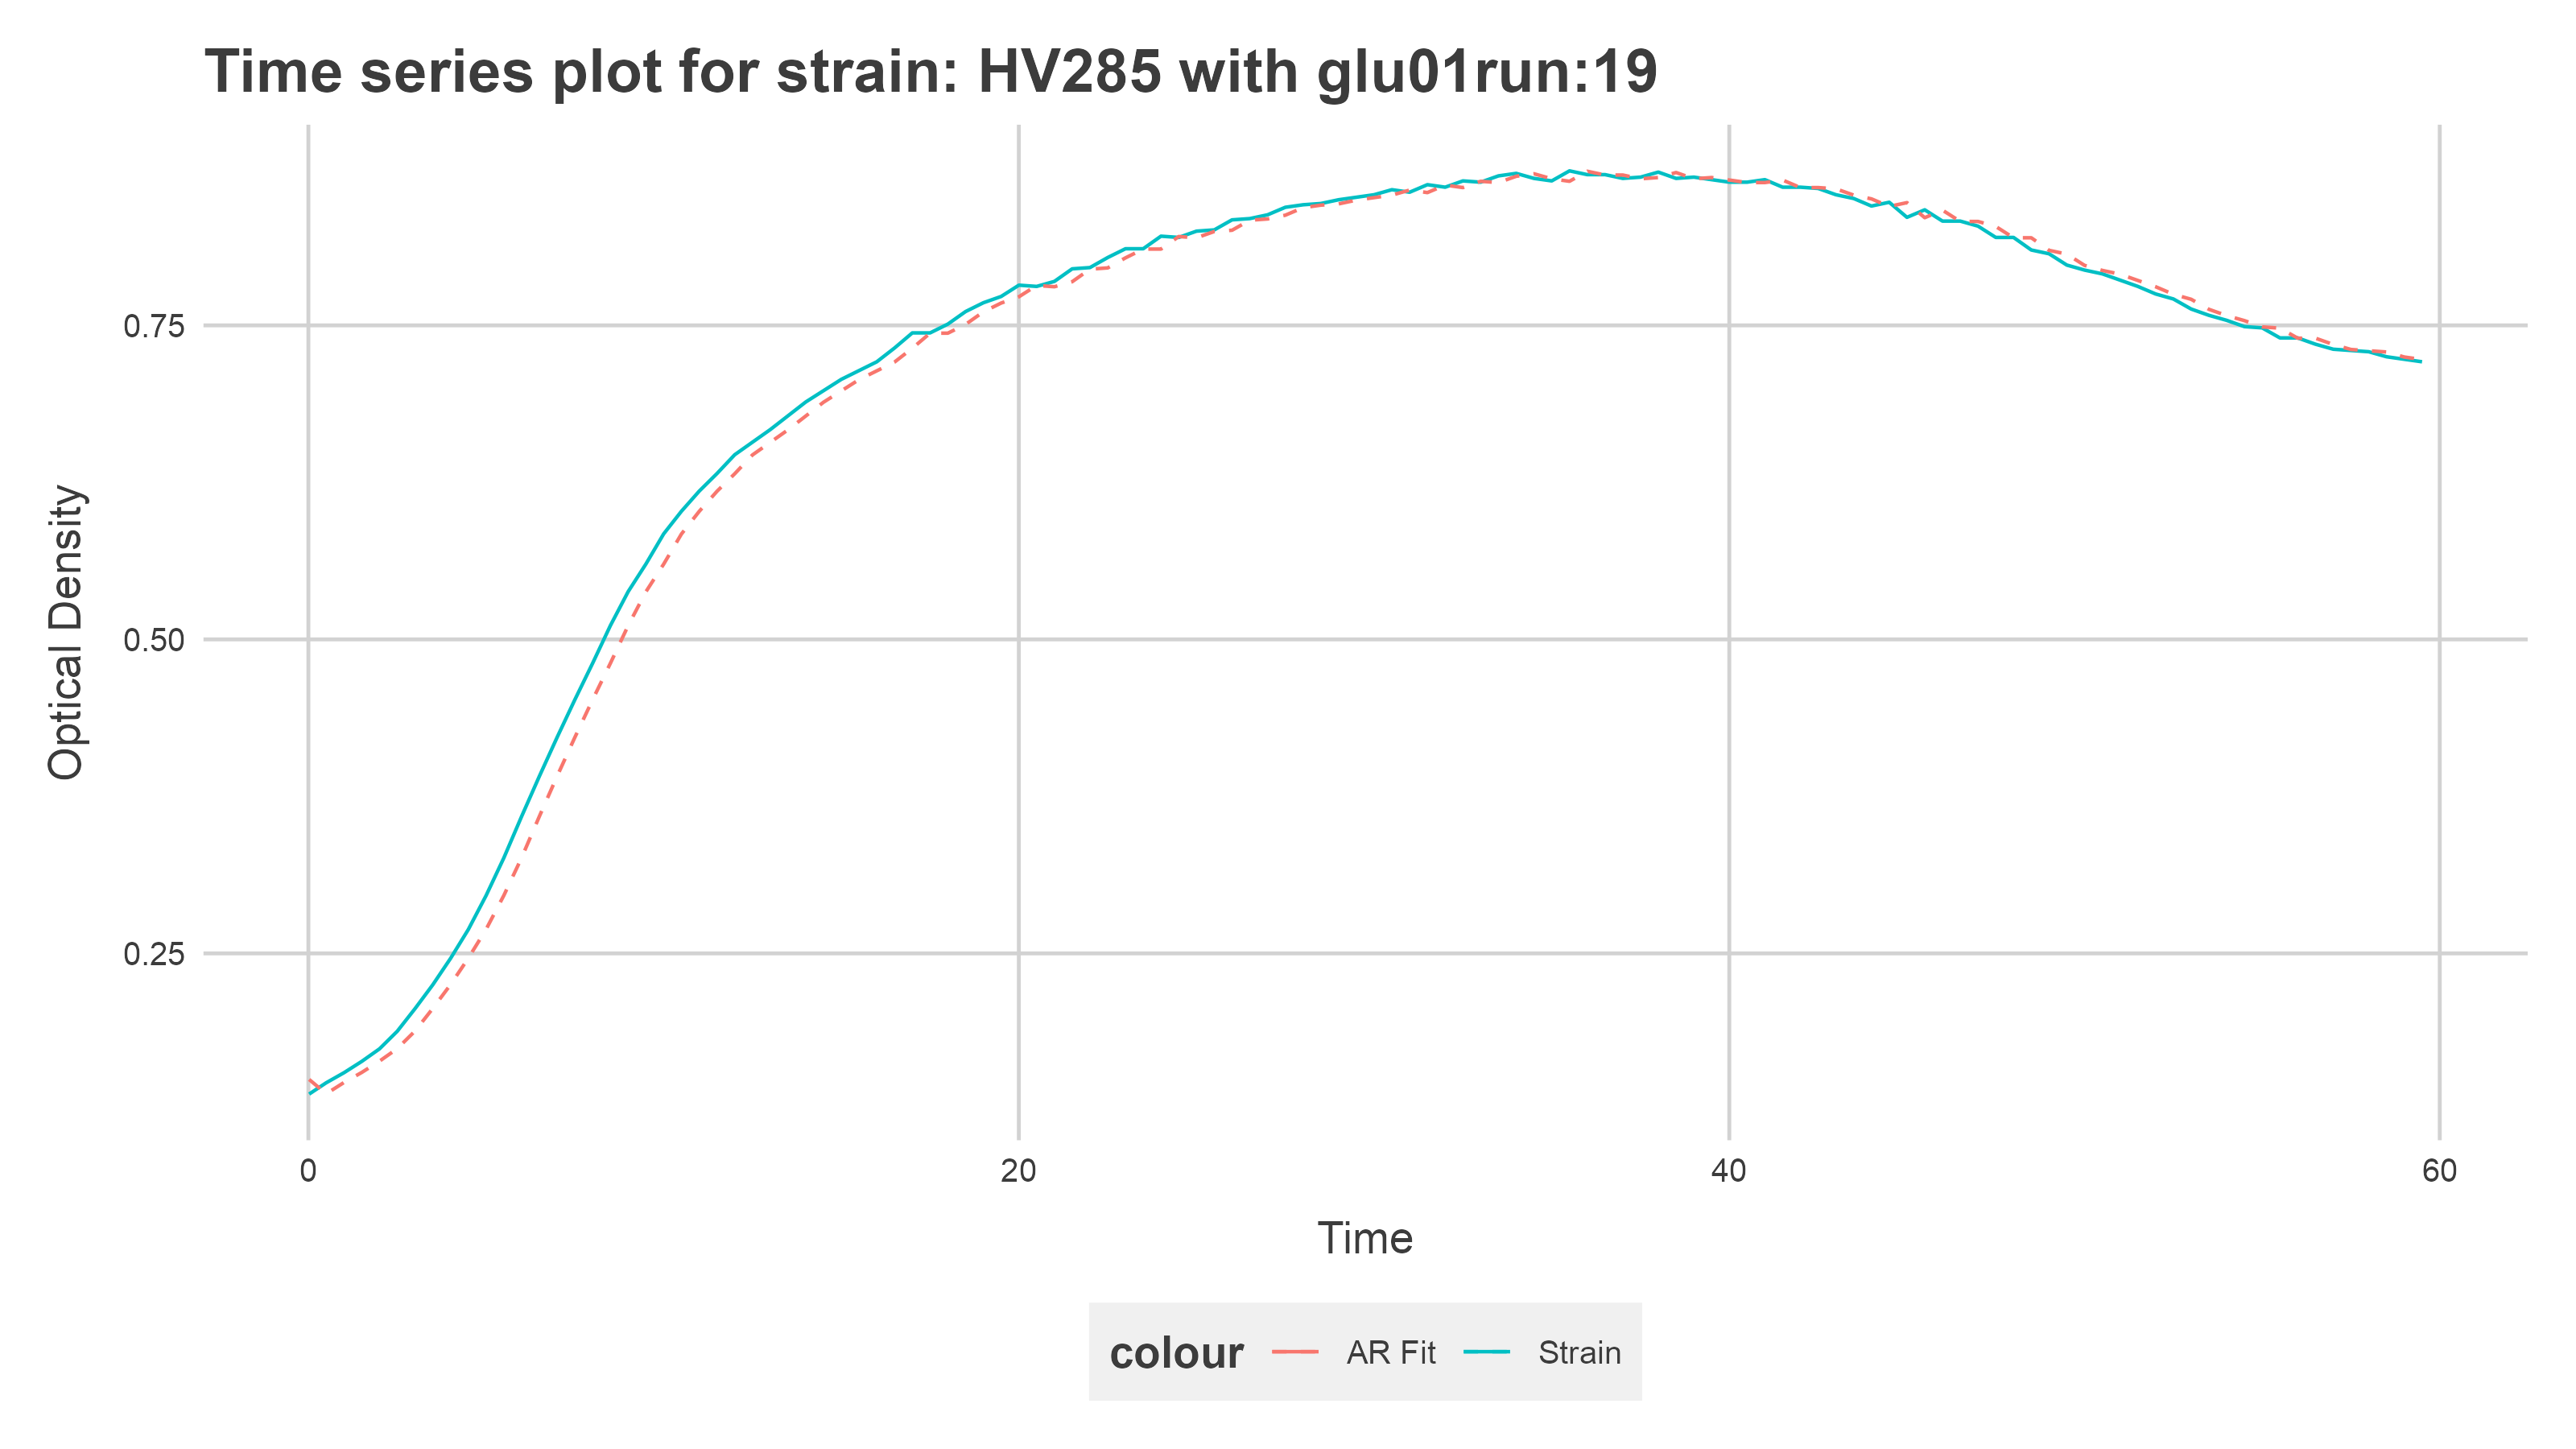 Time series plot for strain: HV285 with glu01run:19
Optical Density
0.75
0.50
0.25
0 20 40 60
Time
colour AR Fit Strain